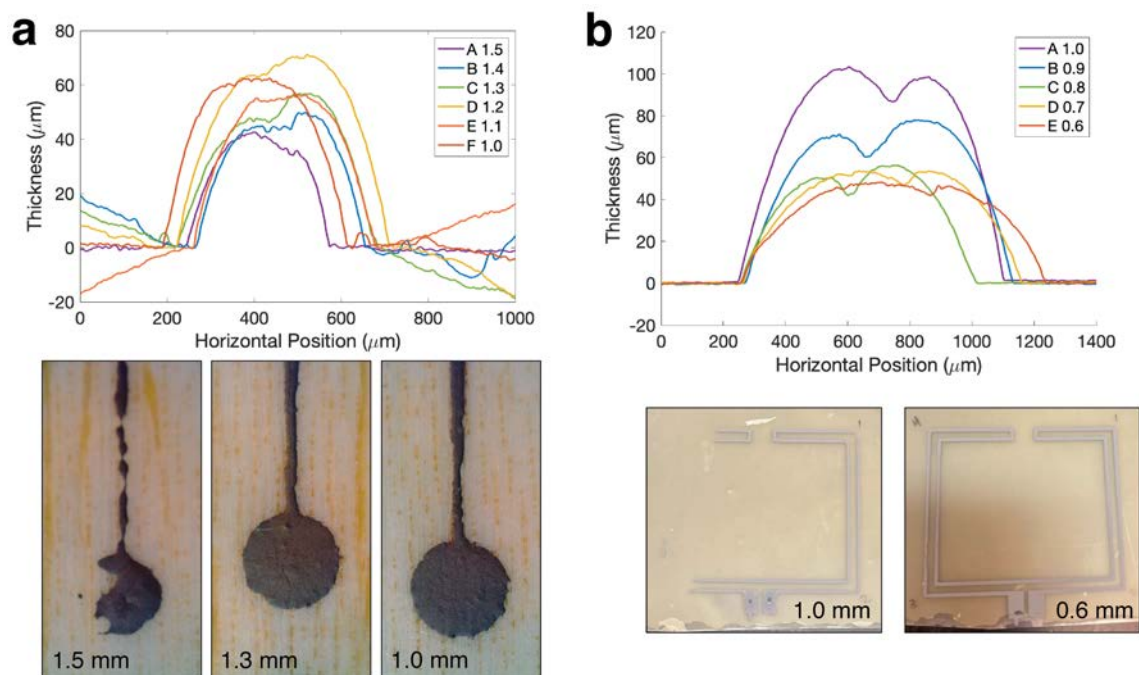 a
A 1.5
B 1.4
C 1.3
D 1.2
E 1.1
F 1.0
80
60
40
20
0
-20
Thickness (μm)
0 200 400 600 800 1000
Horizontal Position (μm)
1.5 mm
1.3 mm
1.0 mm
b
A 1.0
B 0.9
C 0.8
D 0.7
E 0.6
120
100
80
60
40
20
0
-20
Thickness (μm)
0 200 400 600 800 1000 1200 1400
Horizontal Position (μm)
1.0 mm
0.6 mm